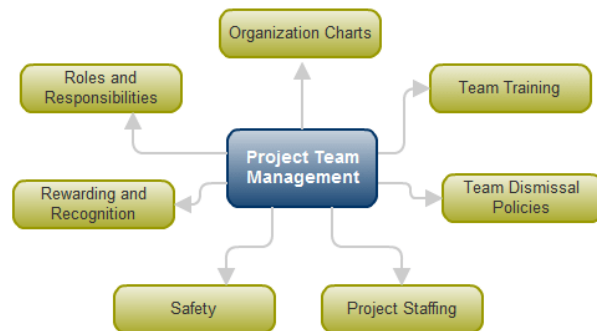 Organization Charts
Roles and
Responsibilities
Team Training
Project Team
Management
Rewarding and
Recognition
Team Dismissal
Policies
Safety
Project Staffing